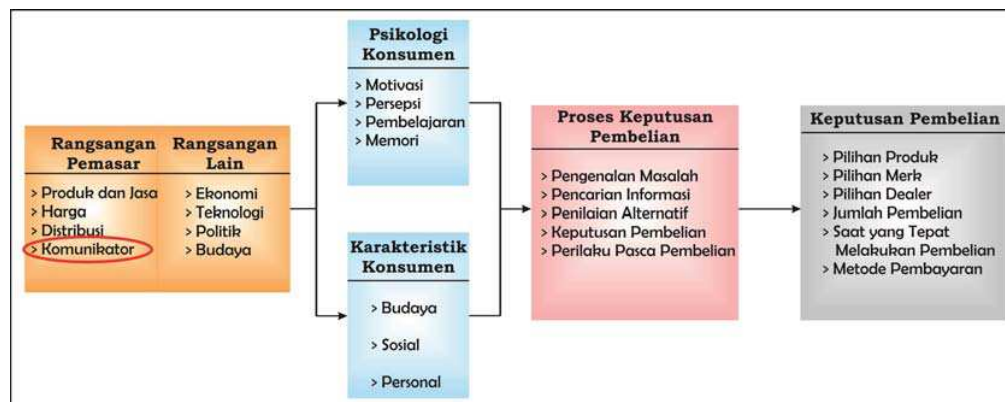 Rangsangan
Pemasar
> Produk dan Jasa
> Harga
> Distribusi
> Komunikator
Rangsangan
Lain
> Ekonomi
> Teknologi
> Politik
> Budaya
Psikologi
Konsumen
> Motivasi
> Persepsi
> Pembelajaran
> Memori
Karakteristik
Konsumen
> Budaya
> Sosial
> Personal
Proses Keputusan
Pembelian
> Pengenalan Masalah
> Pencarian Informasi
> Penilaian Alternatif
> Keputusan Pembelian
> Perilaku Pasca Pembelian
Keputusan Pembelian
> Pilihan Produk
> Pilihan Merk
> Pilihan Dealer
> Jumlah Pembelian
> Saat yang Tepat
Melakukan Pembelian
> Metode Pembayaran